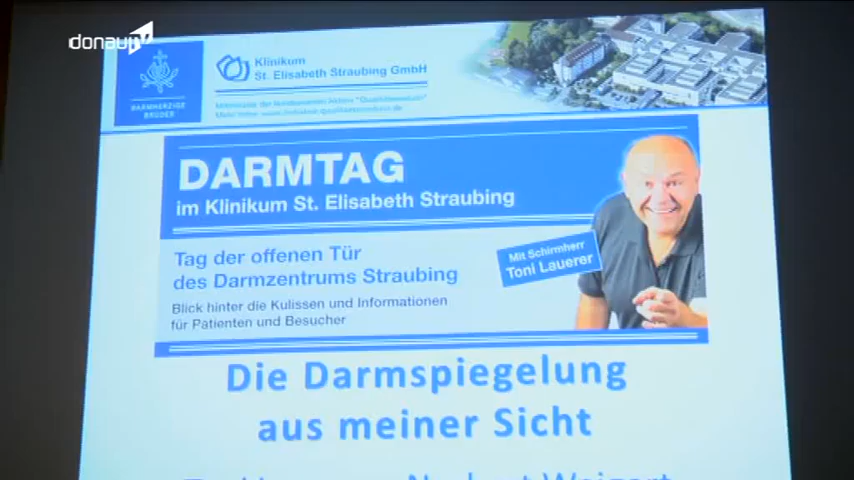 donau
BARMHERZIGE
BRÜDER
Klinikum
St. Elisabeth Straubing GmbH
DARMTAG
im Klinikum St. Elisabeth Straubing
Tag der offenen Tür
des Darmzentrums Straubing
Mit Schirmherr
Toni Lauerer
Blick hinter die Kulissen und Informationen
für Patienten und Besucher
Die Darmspiegelung
aus meiner Sicht